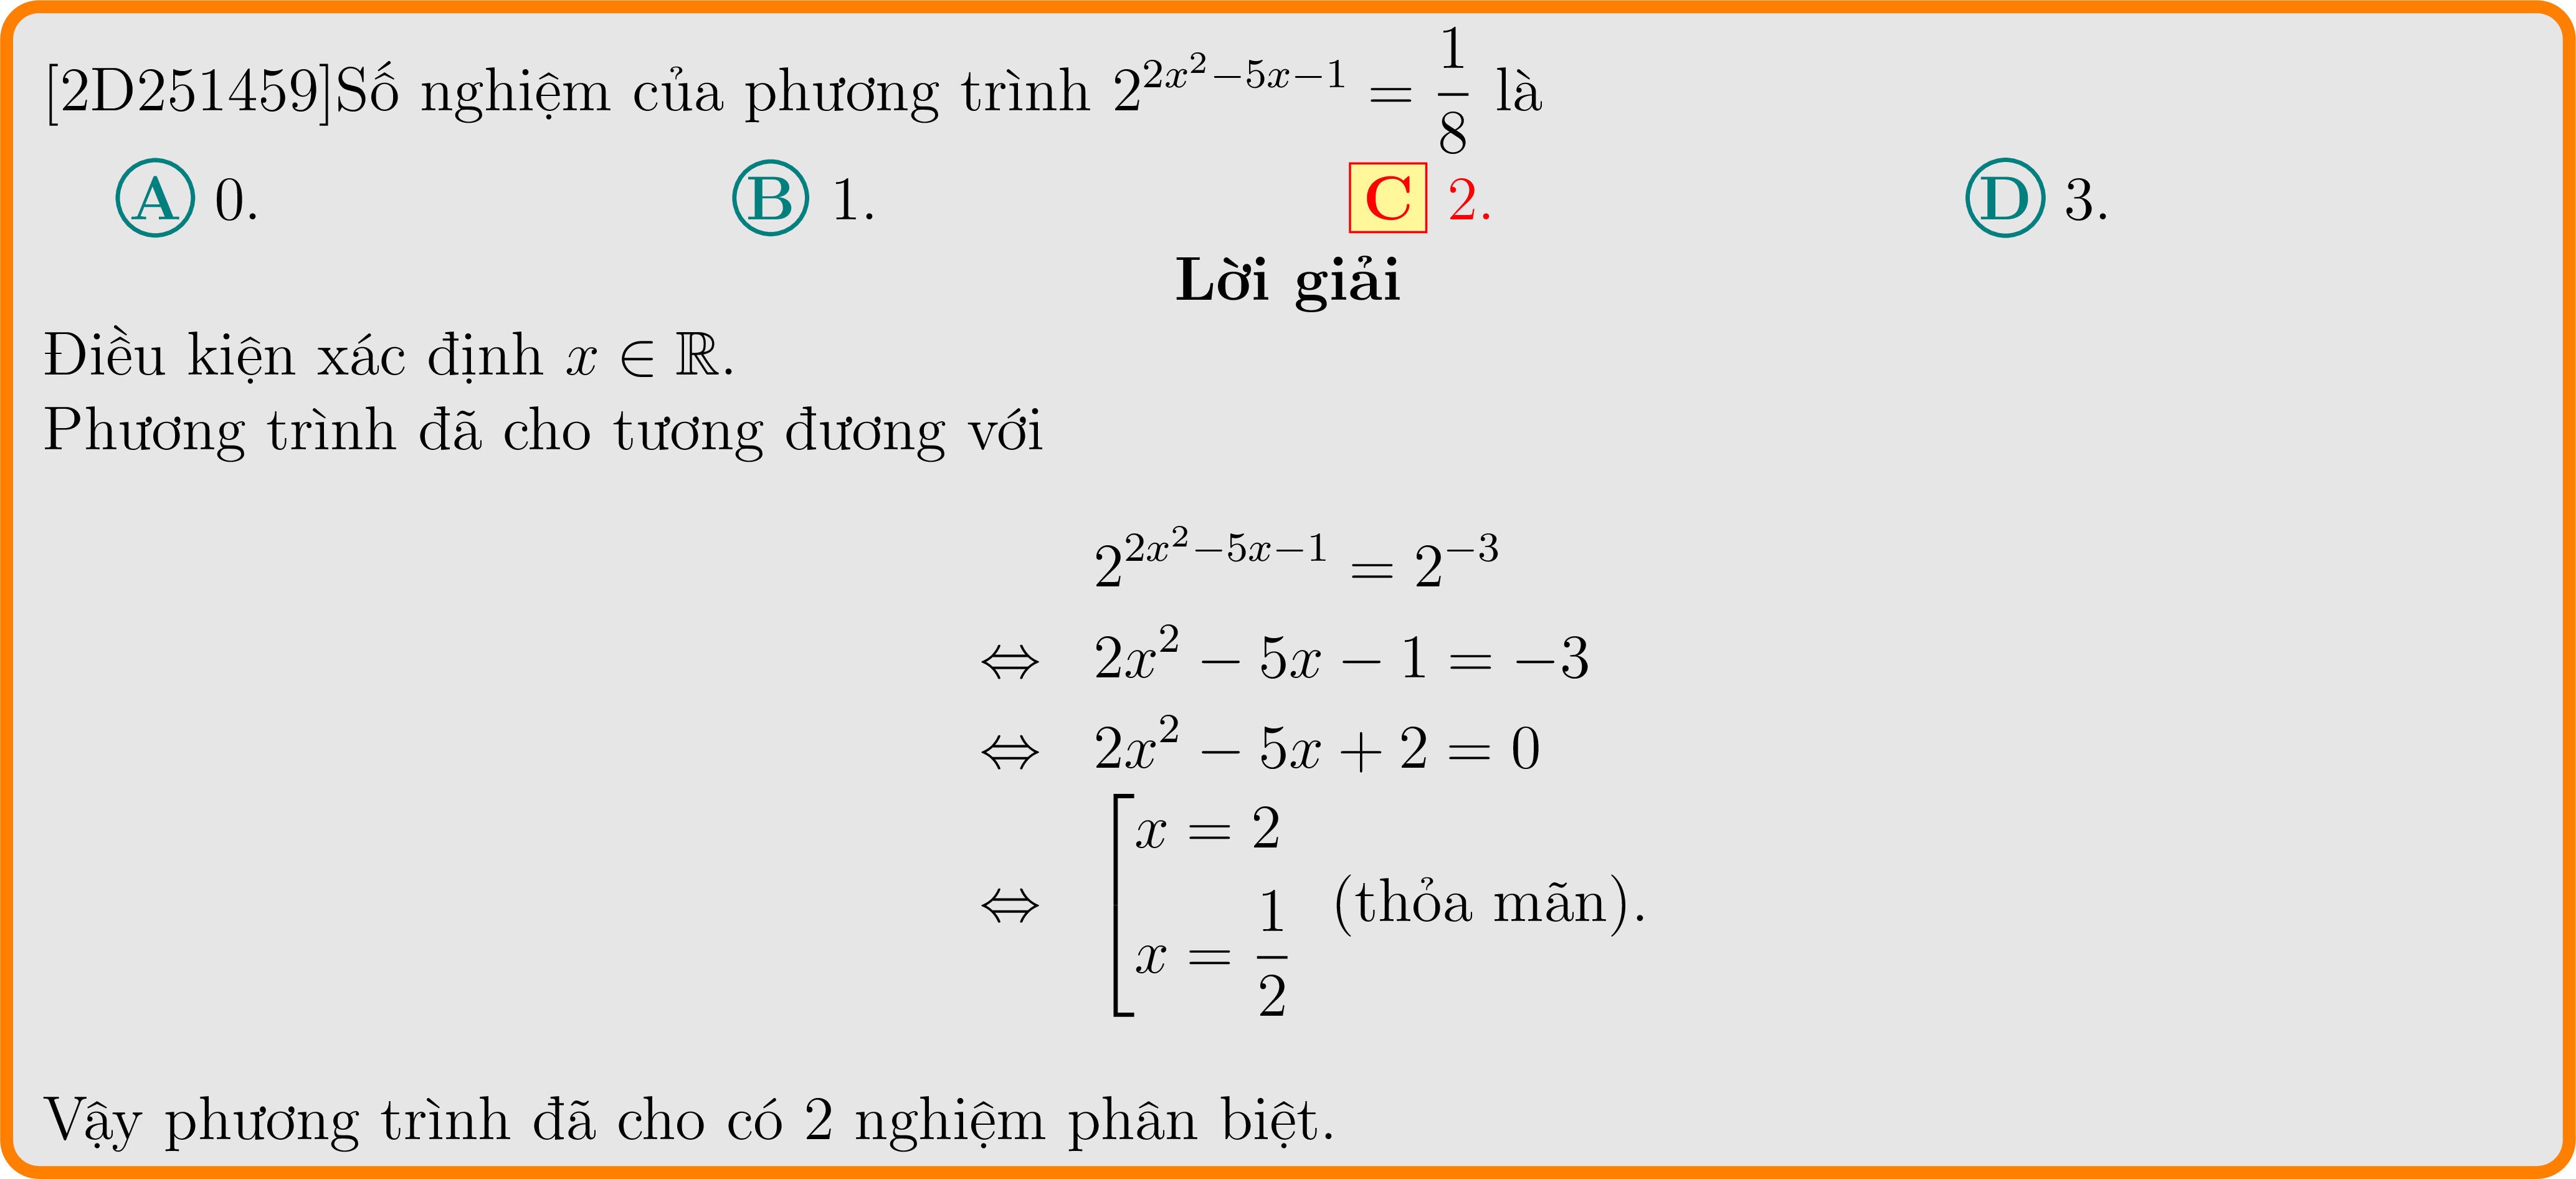 [2D251459]Số nghiệm của phương trình $2^{2x^2-5x-1} = \dfrac{1}{8}$ là
A 0. B 1. C 2. D 3.
Lời giải
Điều kiện xác định $x \in \mathbb{R}$.
Phương trình đã cho tương đương với
$2^{2x^2-5x-1} = 2^{-3}$
$\Leftrightarrow 2x^2 - 5x - 1 = -3$
$\Leftrightarrow 2x^2 - 5x + 2 = 0$
$\Leftrightarrow \left[\begin{array}{l} x = 2 \\ x = \dfrac{1}{2} \end{array}\right.$ (thỏa mãn).
Vậy phương trình đã cho có 2 nghiệm phân biệt.